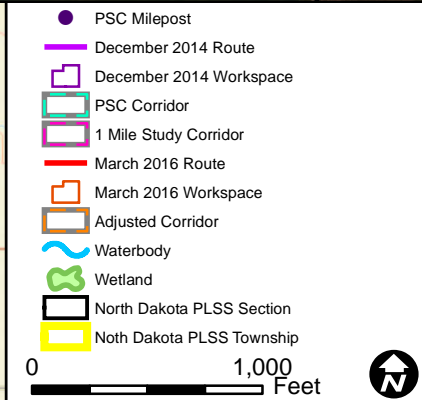 PSC Milepost
December 2014 Route
December 2014 Workspace
PSC Corridor
1 Mile Study Corridor
March 2016 Route
March 2016 Workspace
Adjusted Corridor
Waterbody
Wetland
North Dakota PLSS Section
Noth Dakota PLSS Township
0 1,000
Feet
N